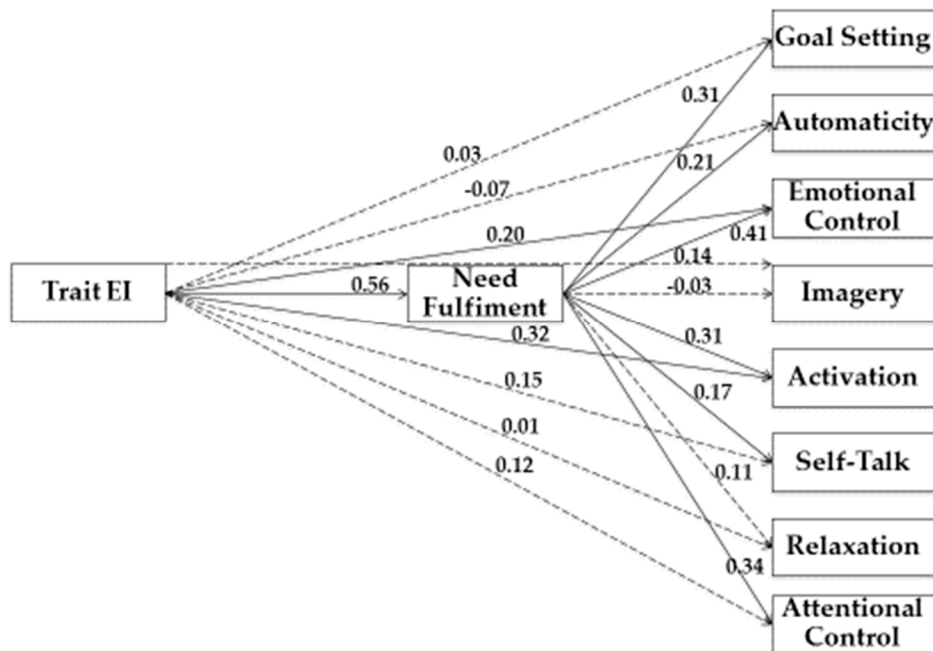 Goal Setting
0.31
Automaticity
0.03
0.21
-0.07
Emotional
Control
0.20
0.41
0.14
Trait EI
0.56
Need
Fulfiment
-0.03
Imagery
0.32
0.31
Activation
0.15
0.17
0.01
Self-Talk
0.12
0.11
Relaxation
0.34
Attentional
Control